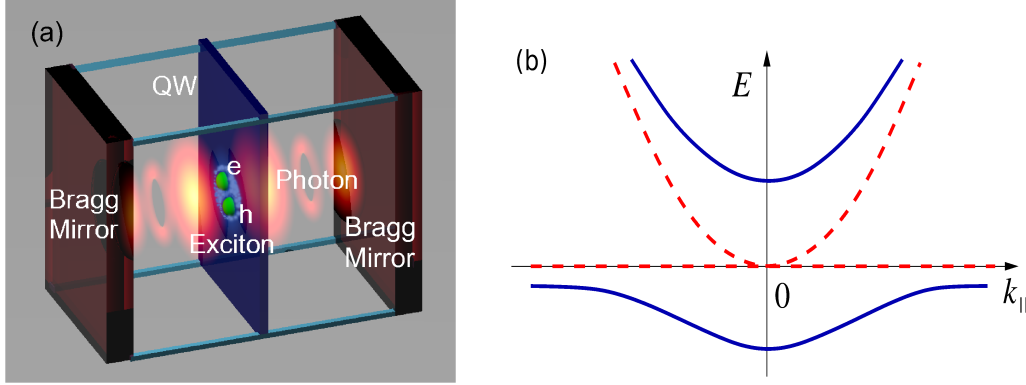 (a)
QW
e
Photon
h
Bragg
Mirror
Exciton
Bragg
Mirror
(b)
E
0
k||